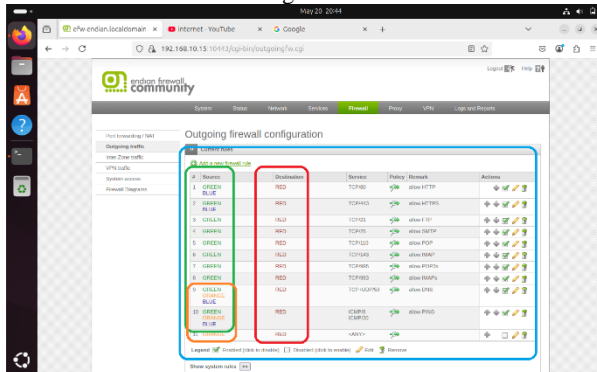 May 20 20:44
efw-endian.localdomain
Internet - YouTube
Google
192.168.10.15:10443/cgi-bin/outgoingfw.cgi
endian firewall
community
Logout Help
System Status Network Services Firewall Proxy VPN Logs and Reports
Port forwarding / NAT
Outgoing traffic
Inter-Zone traffic
VPN traffic
System access
Firewall Diagrams
Outgoing firewall configuration
Current rules
Add a new firewall rule
# Source Destination Service Policy Remark Actions
1 GREEN RED TCP/80 allow HTTP
BLUE
2 GREEN RED TCP/443 allow HTTPS
BLUE
3 GREEN RED TCP/21 allow FTP
4 GREEN RED TCP/25 allow SMTP
5 GREEN RED TCP/110 allow POP
6 GREEN RED TCP/143 allow IMAP
7 GREEN RED TCP/995 allow POP3s
8 GREEN RED TCP/993 allow IMAPs
9 GREEN RED TCP+UDP/53 allow DNS
ORANGE
BLUE
10 GREEN RED ICMP/8 allow PING
ORANGE ICMP/30
BLUE
11 ORANGE RED <ANY>
Legend Enabled (click to disable) Disabled (click to enable) Edit Remove
Show system rules >>